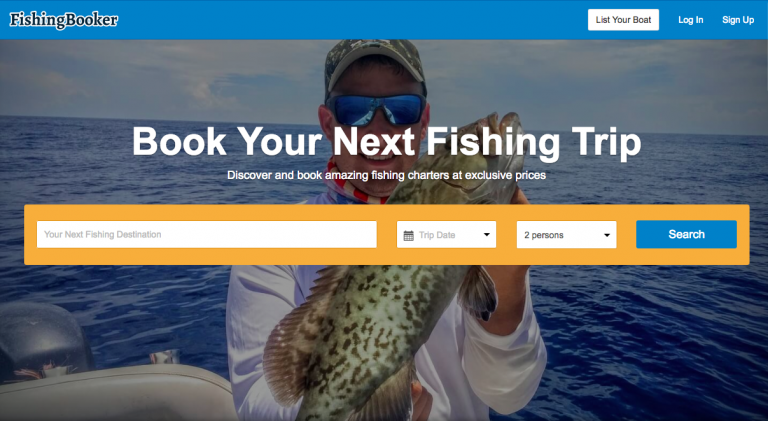 FishingBooker
List Your Boat
Log In
Sign Up
Book Your Next Fishing Trip
Discover and book amazing fishing charters at exclusive prices
Your Next Fishing Destination
Trip Date
2 persons
Search